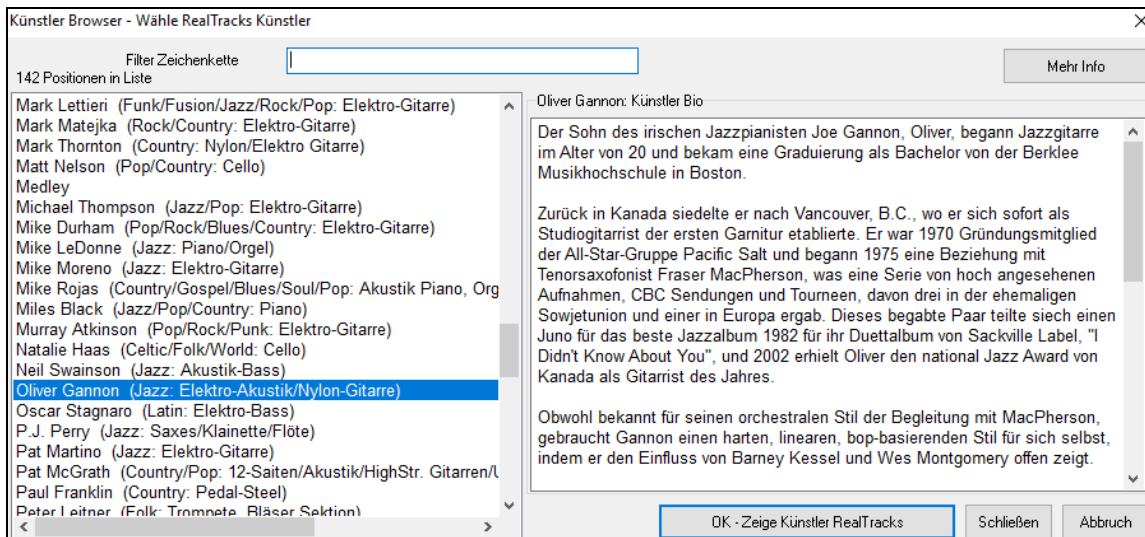 Künstler Browser - Wähle RealTracks Künstler
Filter Zeichenkette
142 Positionen in Liste
Mehr Info
Mark Lettieri (Funk/Fusion/Jazz/Rock/Pop: Elektro-Gitarre)
Mark Matejka (Rock/Country: Elektro-Gitarre)
Mark Thornton (Country: Nylon/Elektro Gitarre)
Matt Nelson (Pop/Country: Cello)
Medley
Michael Thompson (Jazz/Pop: Elektro-Gitarre)
Mike Durham (Pop/Rock/Blues/Country: Elektro-Gitarre)
Mike LeDonne (Jazz: Piano/Orgel)
Mike Moreno (Jazz: Elektro-Gitarre)
Mike Rojas (Country/Gospel/Blues/Soul/Pop: Akustik Piano, Org
Miles Black (Jazz/Pop/Country: Piano)
Murray Atkinson (Pop/Rock/Punk: Elektro-Gitarre)
Natalie Haas (Celtic/Folk/World: Cello)
Neil Swainson (Jazz: Akustik-Bass)
Oliver Gannon (Jazz: Elektro-Akustik/Nylon-Gitarre)
Oscar Stagnaro (Latin: Elektro-Bass)
P.J. Perry (Jazz: Saxes/Klainette/Flöte)
Pat Martino (Jazz: Elektro-Gitarre)
Pat McGrath (Country/Pop: 12-Saiten/Akustik/HighStr. Gitarren/U
Paul Franklin (Country: Pedal-Steel)
Peter Leitner (Folk: Trompete, Bläser Sektion)
Oliver Gannon: Künstler Bio
Der Sohn des irischen Jazzpianisten Joe Gannon, Oliver, begann Jazzgitarre
im Alter von 20 und bekam eine Graduierung als Bachelor von der Berklee
Musikhochschule in Boston.
Zurück in Kanada siedelte er nach Vancouver, B.C., wo er sich sofort als
Studiogitarrist der ersten Garnitur etablierte. Er war 1970 Gründungsmitglied
der All-Star-Gruppe Pacific Salt und begann 1975 eine Beziehung mit
Tenorsaxofonist Fraser MacPherson, was eine Serie von hoch angesehenen
Aufnahmen, CBC Sendungen und Tourneen, davon drei in der ehemaligen
Sowjetunion und einer in Europa ergab. Dieses begabte Paar teilte siech einen
Juno für das beste Jazzalbum 1982 für ihr Duettalbum von Sackville Label, "I
Didn't Know About You", und 2002 erhielt Oliver den national Jazz Award von
Kanada als Gitarrist des Jahres.
Obwohl bekannt für seinen orchestralen Stil der Begleitung mit MacPherson,
gebraucht Gannon einen harten, linearen, bop-basierenden Stil für sich selbst,
indem er den Einfluss von Barney Kessel und Wes Montgomery offen zeigt.
OK - Zeige Künstler RealTracks
Schließen
Abbruch